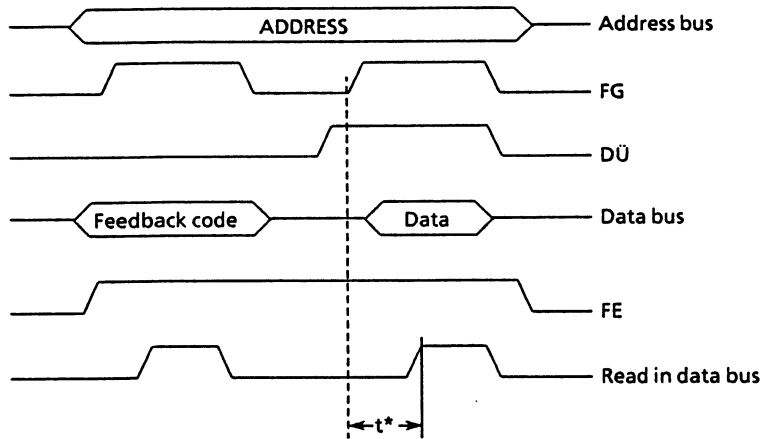 ADDRESS Address bus
FG
DÜ
Feedback code Data Data bus
FE
Read in data bus
t*